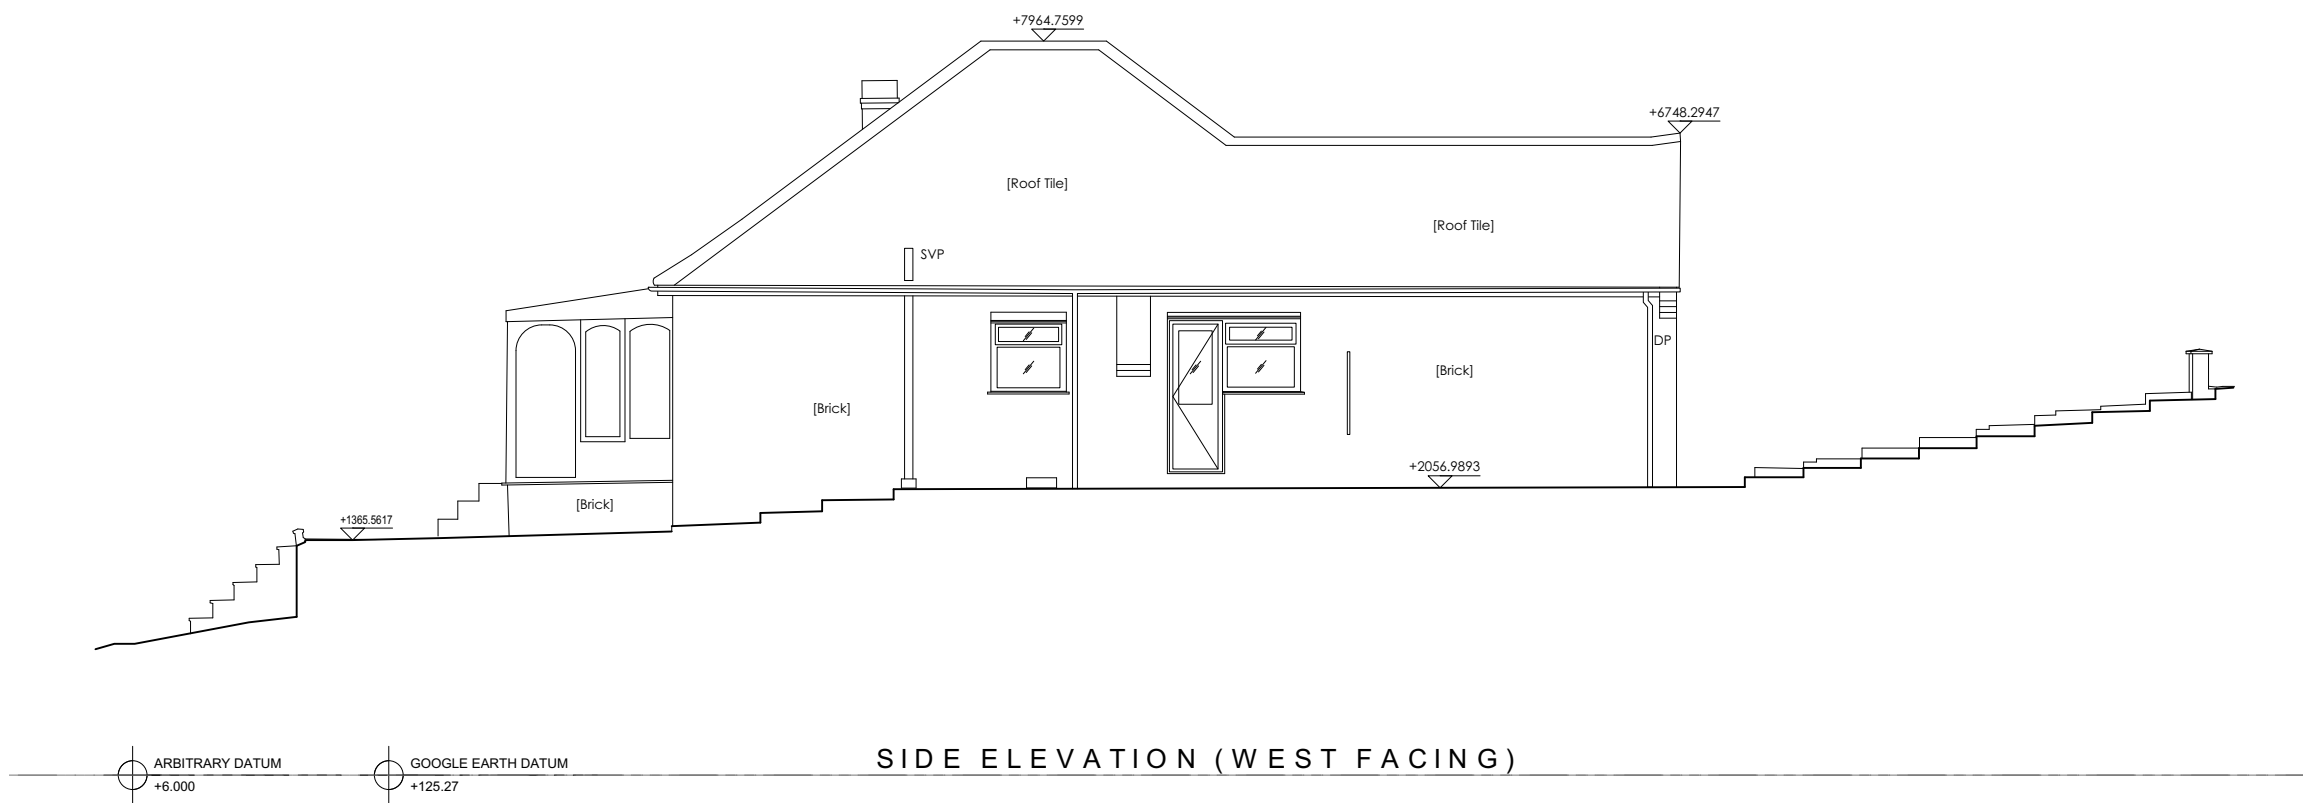 +7964.7599
+6748.2947
[Roof Tile]
[Roof Tile]
SVP
DP
[Brick]
[Brick]
+2056.9893
[Brick]
+1365.5617
SIDE ELEVATION (WEST FACING)
ARBITRARY DATUM
+6.000
GOOGLE EARTH DATUM
+125.27